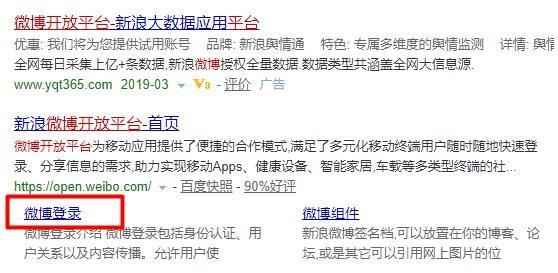 微博开放平台-新浪大数据应用平台
优惠: 我们将为您提供试用账号 品牌: 新浪舆情通 特色: 专属多维度的舆情监测 详情: 舆情
全网每日采集上亿+条数据,新浪微博授权全量数据.数据类型共涵盖全网大信息源.
www.yqt365.com 2019-03 V3 - 评价 广告
新浪微博开放平台-首页
微博开放平台为移动应用提供了便捷的合作模式,满足了多元化移动终端用户随时随地快速登
录、分享信息的需求,助力实现移动Apps、健康设备、智能家居,车载等多类型终端的社...
https://open.weibo.com/ - 百度快照 - 90%好评
微博登录 微博组件
微博登录介绍 微博登录包括身份认证、用 新浪微博签名档,可以放置在你的博客、论
户关系以及内容传播。允许用户使 坛,或是其它可以引用网上图片的位